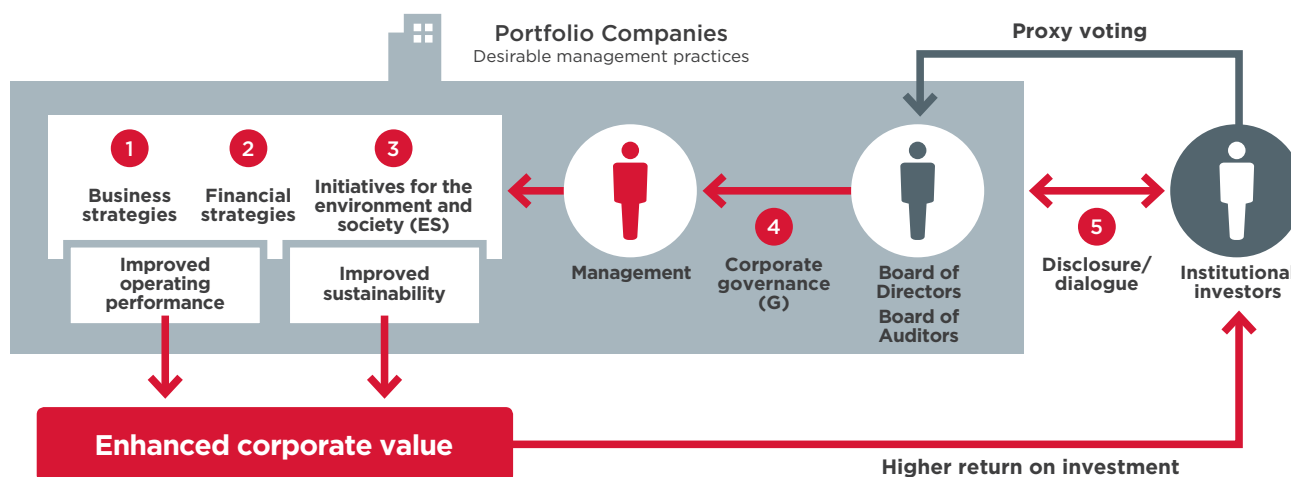 Portfolio Companies
Desirable management practices
Proxy voting
1
Business
strategies
2
Financial
strategies
3
Initiatives for the
environment and
society (ES)
Improved
operating
performance
Improved
sustainability
Management
4
Corporate
governance
(G)
Board of
Directors
Board of
Auditors
5
Disclosure/
dialogue
Institutional
investors
Enhanced corporate value
Higher return on investment